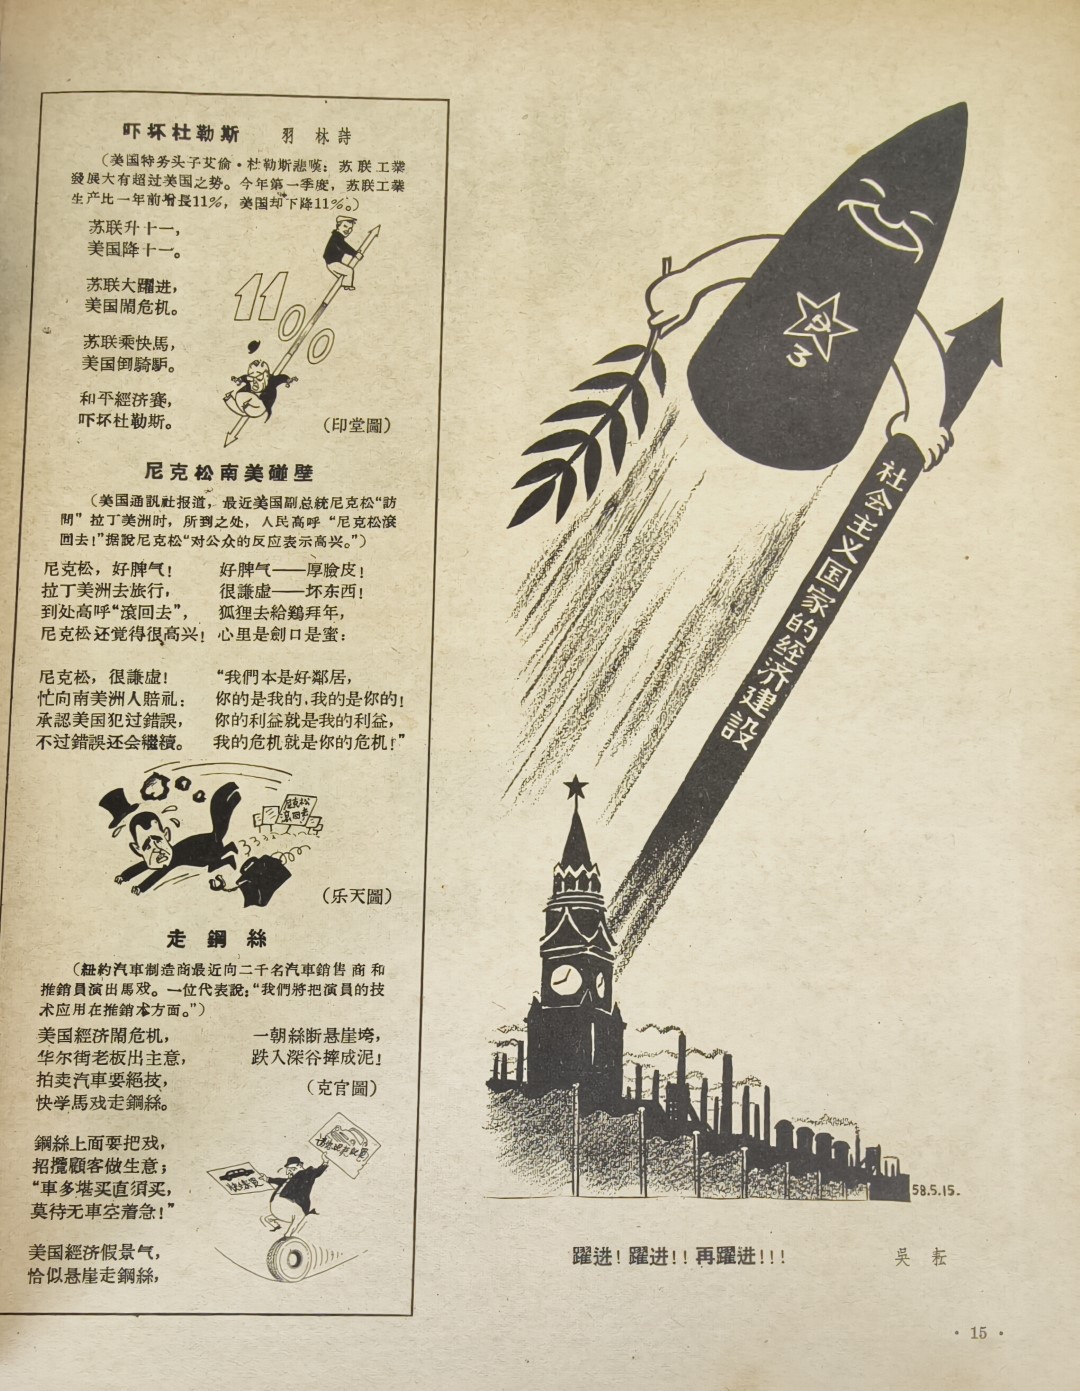 吓坏杜勒斯 羽林詩
（美国特务头子艾倫·杜勒斯悲嘆：苏联工業
發展大有超过美国之势。今年第一季度，苏联工業
生产比一年前增長11%，美国却下降11%。）
苏联升十一，
美国降十一。
苏联大躍进，
美国鬧危机。
苏联乘快馬，
美国倒騎馿。
和平經济赛，
吓坏杜勒斯。
11%
（印堂圖）
尼克松南美碰壁
（美国通訊社报道，最近美国副总統尼克松“訪
問”拉丁美洲时，所到之处，人民高呼“尼克松滾
回去！”据說尼克松“对公众的反应表示高兴。”）
尼克松，好脾气！
拉丁美洲去旅行，
到处高呼“滾回去”，
尼克松还覚得很高兴！
尼克松，很謙虛！
忙向南美洲人賠礼：
承認美国犯过錯誤，
不过錯誤还会繼續。
好脾气——厚臉皮！
很謙虛——坏东西！
狐狸去給鷄拜年，
心里是劍口是蜜：
“我們本是好鄰居，
你的是我的，我的是你的！
你的利益就是我的利益，
我的危机就是你的危机！”
尼克松
滾回去
（乐天圖）
走鋼絲
（紐約汽車制造商最近向二千名汽車銷售商和
推銷員演出馬戏。一位代表說：“我們將把演員的技
术应用在推銷术方面。”）
美国經济鬧危机，
华尔街老板出主意，
拍卖汽車耍絕技，
快学馬戏走鋼絲。
鋼絲上面耍把戏，
招攬顧客做生意；
“車多堪买直須买，
莫待无車空着急！”
美国經济假景气，
恰似悬崖走鋼絲，
一朝絲断悬崖垮，
跌入深谷摔成泥！
（克官圖）
3
社会主义国家的經济建設
58.5.15.
躍进！躍进！！再躍进！！！ 吳耘
·15·